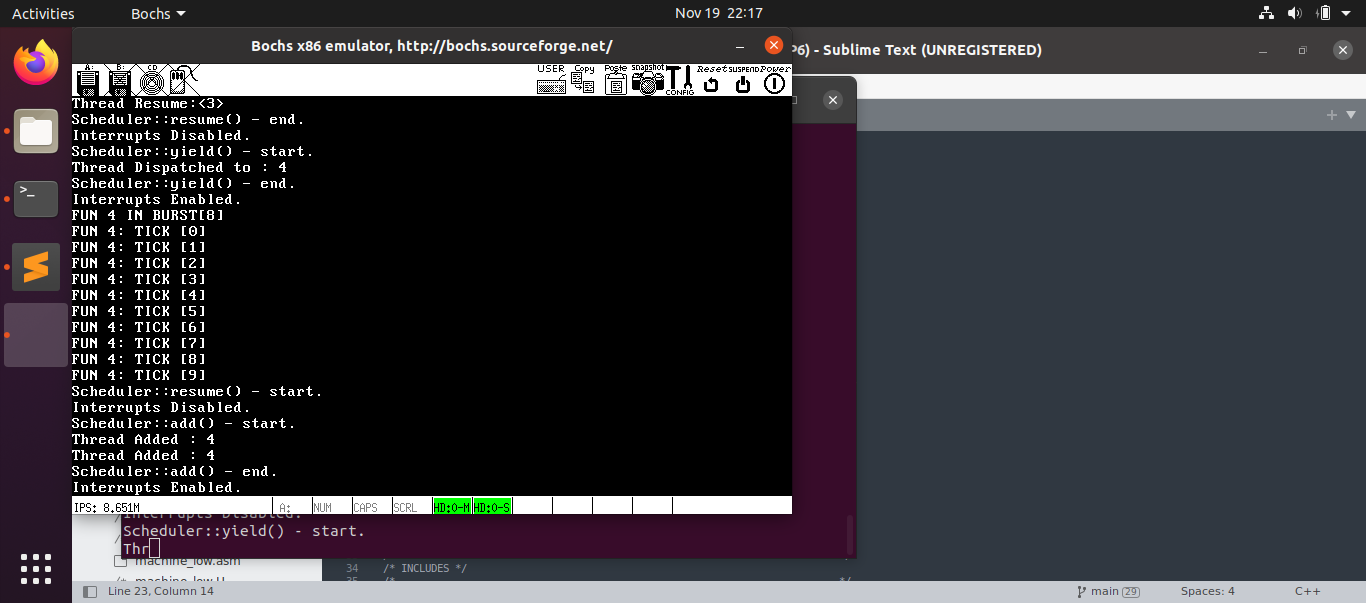 Activities
Bochs
Nov 19 22:17
Bochs x86 emulator, http://bochs.sourceforge.net/
P6) - Sublime Text (UNREGISTERED)
A:
B:
CD
USER
Copy
Paste
snapshot
CONFIG
Reset
SUSPEND
Power
Thread Resume:<3>
Scheduler::resume() - end.
Interrupts Disabled.
Scheduler::yield() - start.
Thread Dispatched to : 4
Scheduler::yield() - end.
Interrupts Enabled.
FUN 4 IN BURST[8]
FUN 4: TICK [0]
FUN 4: TICK [1]
FUN 4: TICK [2]
FUN 4: TICK [3]
FUN 4: TICK [4]
FUN 4: TICK [5]
FUN 4: TICK [6]
FUN 4: TICK [7]
FUN 4: TICK [8]
FUN 4: TICK [9]
Scheduler::resume() - start.
Interrupts Disabled.
Scheduler::add() - start.
Thread Added : 4
Thread Added : 4
Scheduler::add() - end.
Interrupts Enabled.
IPS: 8.651M
A:
NUM
CAPS
SCRL
HD:0-M
HD:0-S
Interrupts Disabled.
Scheduler::yield() - start.
Thr
machine_low.asm
machine_low.H
34 /* INCLUDES */
35 /* */
Line 23, Column 14
main 29
Spaces: 4
C++